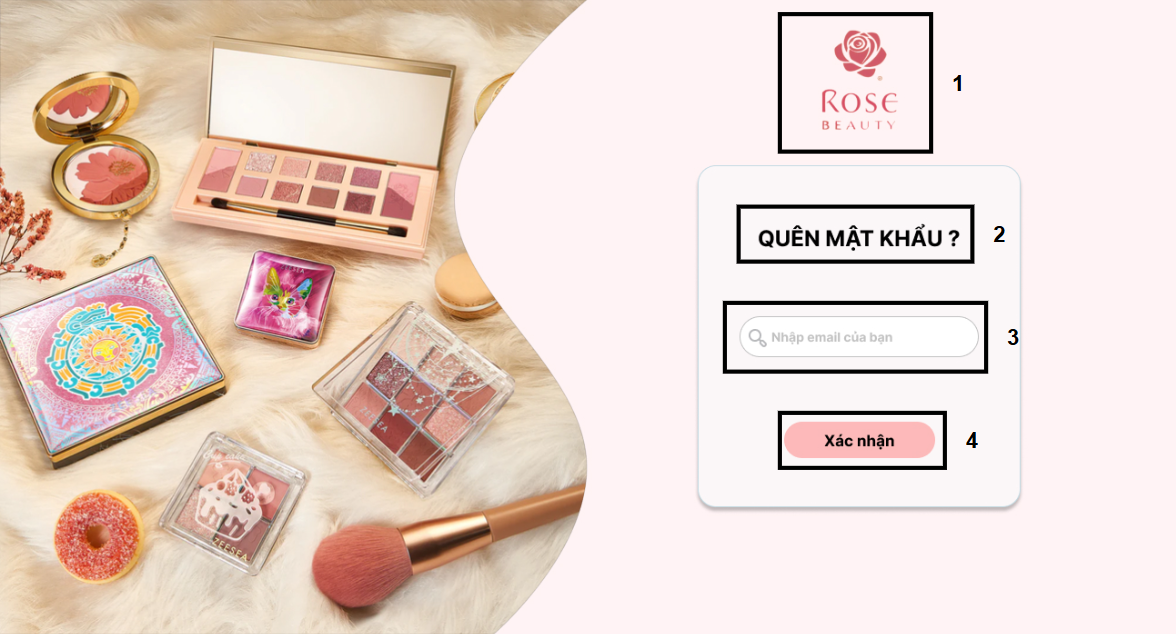 ROSE
BEAUTY
1
QUÊN MẬT KHẨU ?
2
Nhập email của bạn
3
Xác nhận
4
ZEESEA